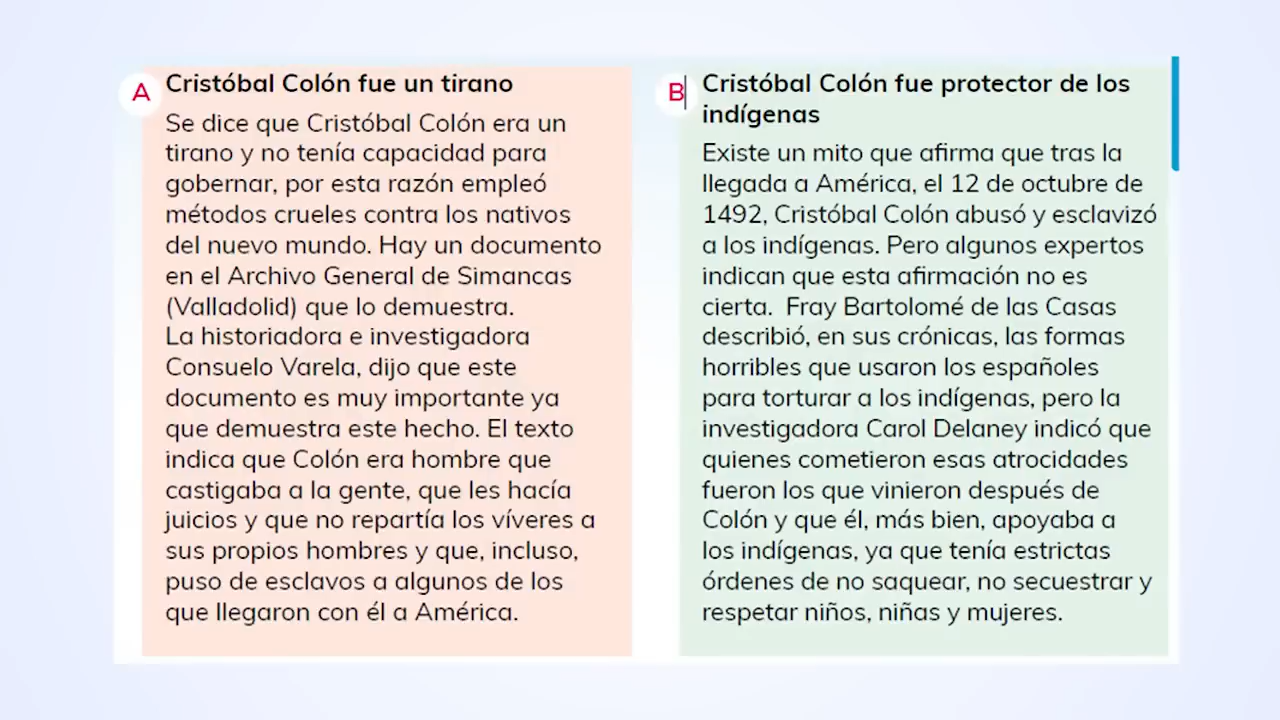 A
Cristóbal Colón fue un tirano
Se dice que Cristóbal Colón era un
tirano y no tenía capacidad para
gobernar, por esta razón empleó
métodos crueles contra los nativos
del nuevo mundo. Hay un documento
en el Archivo General de Simancas
(Valladolid) que lo demuestra.
La historiadora e investigadora
Consuelo Varela, dijo que este
documento es muy importante ya
que demuestra este hecho. El texto
indica que Colón era hombre que
castigaba a la gente, que les hacía
juicios y que no repartía los víveres a
sus propios hombres y que, incluso,
puso de esclavos a algunos de los
que llegaron con él a América.
B
Cristóbal Colón fue protector de los
indígenas
Existe un mito que afirma que tras la
llegada a América, el 12 de octubre de
1492, Cristóbal Colón abusó y esclavizó
a los indígenas. Pero algunos expertos
indican que esta afirmación no es
cierta. Fray Bartolomé de las Casas
describió, en sus crónicas, las formas
horribles que usaron los españoles
para torturar a los indígenas, pero la
investigadora Carol Delaney indicó que
quienes cometieron esas atrocidades
fueron los que vinieron después de
Colón y que él, más bien, apoyaba a
los indígenas, ya que tenía estrictas
órdenes de no saquear, no secuestrar y
respetar niños, niñas y mujeres.